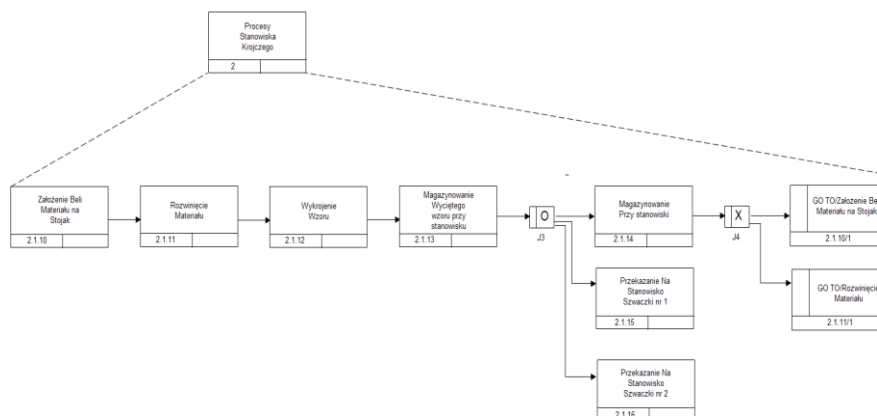 Procesy
Stanowiska
Krojczego
2
Założenie Beli
Materiału na
Stojak
2.1.10
Rozwinięcie
Materiału
2.1.11
Wykrojenie
Wzoru
2.1.12
Magazynowanie
Wyciętego
wzoru przy
stanowisku
2.1.13
O
J3
Magazynowanie
Przy stanowiski
2.1.14
X
J4
GO TO/Założenie Beli
Materiału na Stojak
2.1.10/1
Przekazanie Na
Stanowisko
Szwaczki nr 1
2.1.15
GO TO/Rozwinięcie
Materiału
2.1.11/1
Przekazanie Na
Stanowisko
Szwaczki nr 2
2.1.16